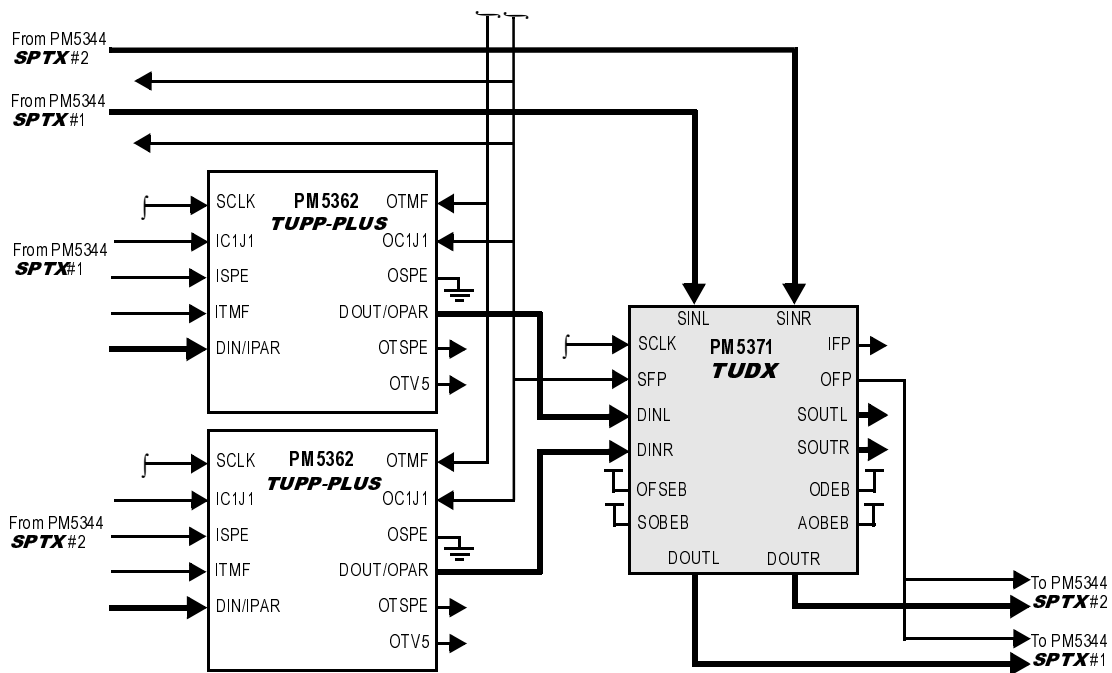 From PM5344
SPTX #2
From PM5344
SPTX #1
PM5362
TUPP-PLUS
SCLK
IC1J1
ISPE
ITMF
DIN/IPAR
OTMF
OC1J1
OSPE
DOUT/OPAR
OTSPE
OTV5
From PM5344
SPTX#1
PM5362
TUPP-PLUS
SCLK
IC1J1
ISPE
ITMF
DIN/IPAR
OTMF
OC1J1
OSPE
DOUT/OPAR
OTSPE
OTV5
From PM5344
SPTX #2
SINL
SINR
PM5371
TUDX
SCLK
SFP
DINL
DINR
OFSEB
SOBEB
IFP
OFP
SOUTL
SOUTR
ODEB
AOBEB
DOUTL
DOUTR
To PM5344
SPTX #2
To PM5344
SPTX #1